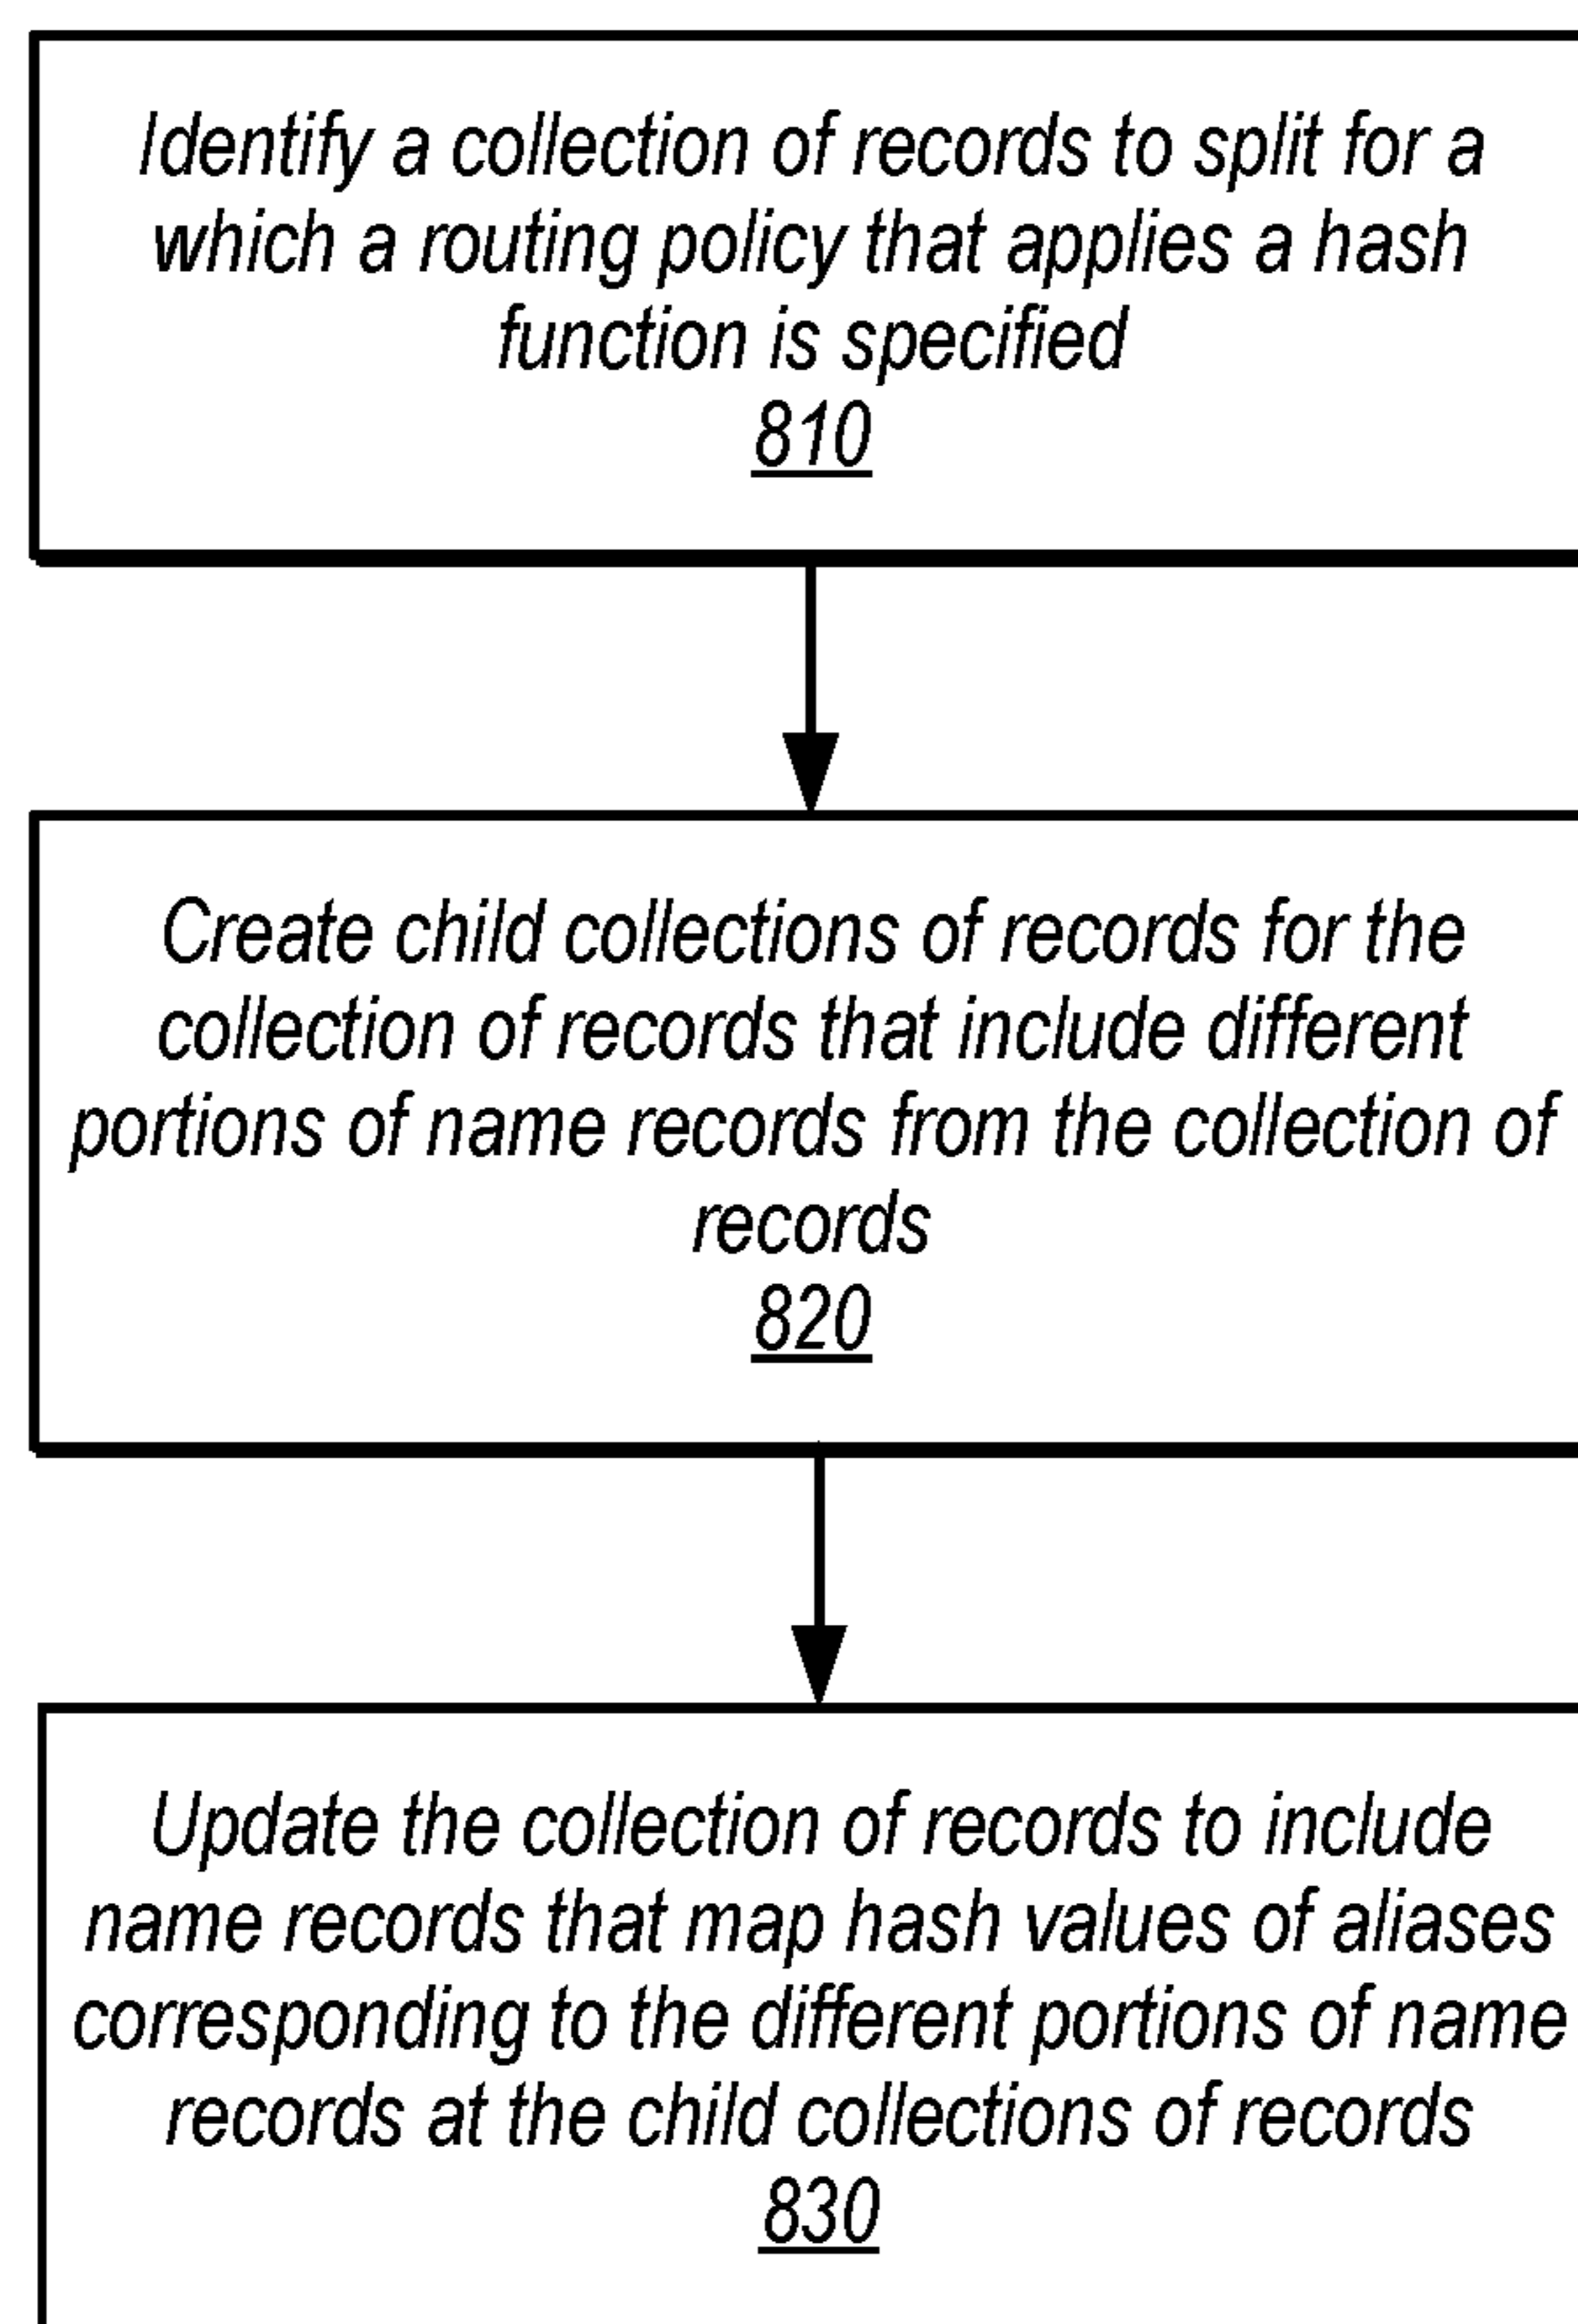 Identify a collection of records to split for a
which a routing policy that applies a hash
function is specified
810
Create child collections of records for the
collection of records that include different
portions of name records from the collection of
records
820
Update the collection of records to include
name records that map hash values of aliases
corresponding to the different portions of name
records at the child collections of records
830